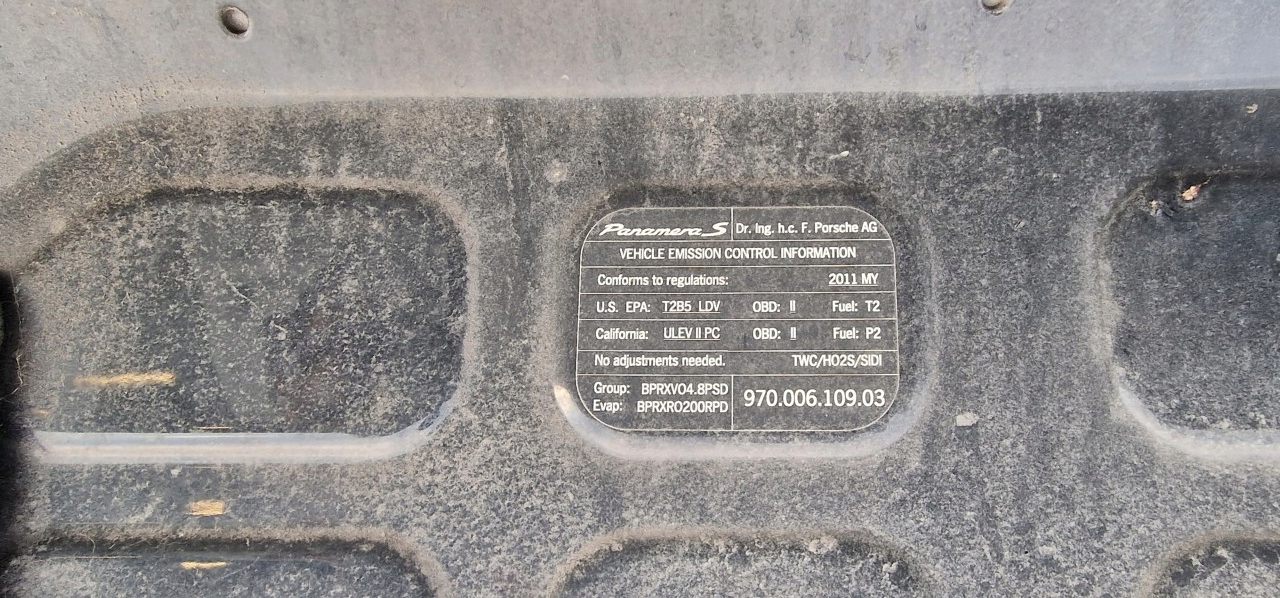 Panamera S Dr. Ing. h.c. F. Porsche AG
VEHICLE EMISSION CONTROL INFORMATION
Conforms to regulations: 2011 MY
U.S. EPA: T2B5 LDV OBD: II Fuel: T2
California: ULEV II PC OBD: II Fuel: P2
No adjustments needed. TWC/HO2S/SIDI
Group: BPRXV04.8PSD
Evap: BPRXR0200RPD
970.006.109.03